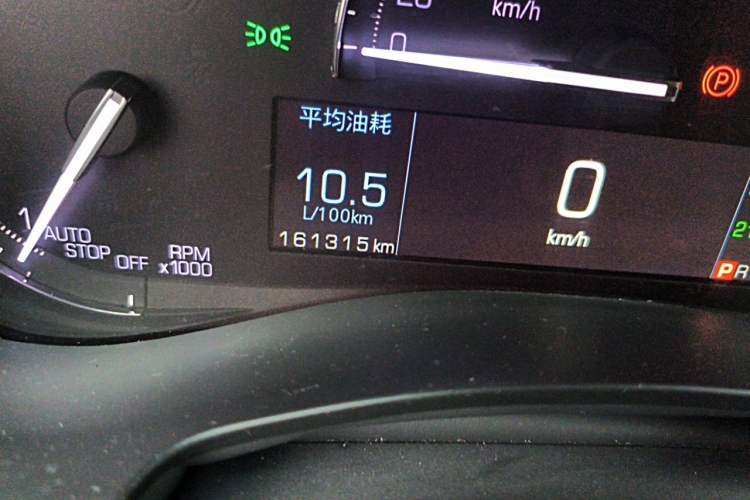 km/h
0
P
平均油耗
10.5
L/100km
161315 km
0
km/h
1
AUTO
STOP
OFF
RPM
x1000
P R